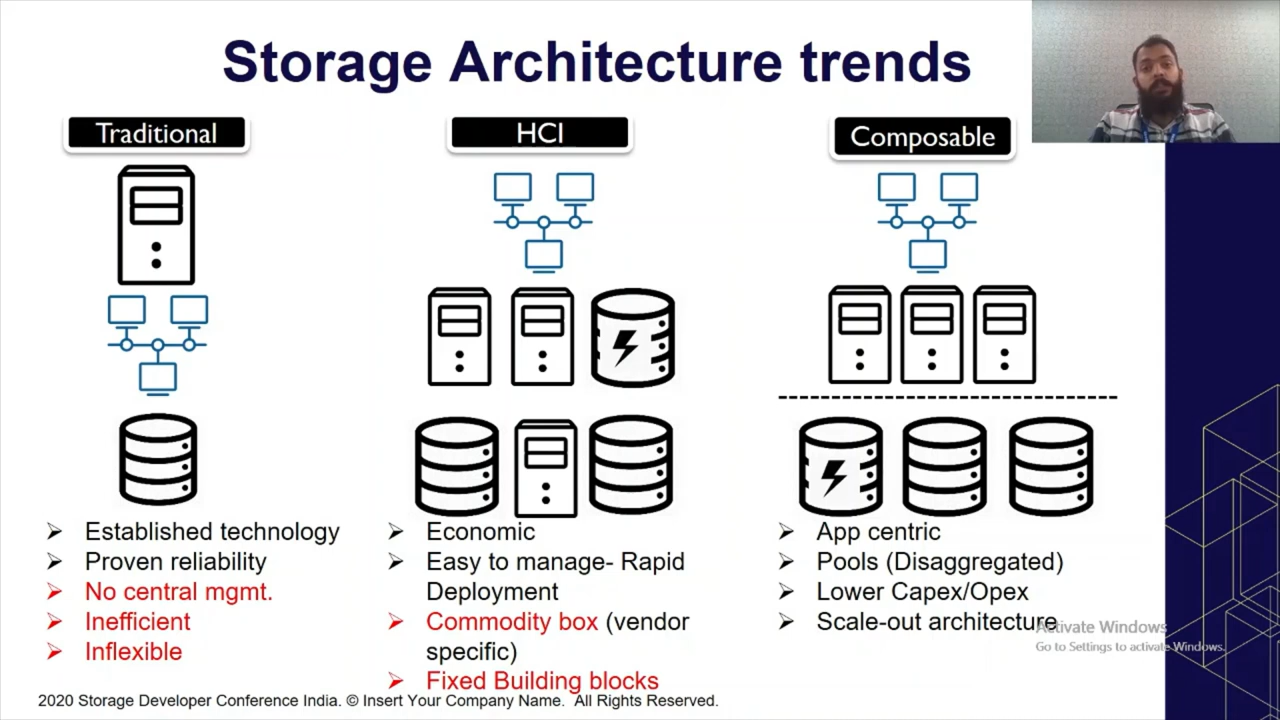 Storage Architecture trends
Traditional
HCI
Composable
Established technology
Proven reliability
No central mgmt.
Inefficient
Inflexible
Economic
Easy to manage- Rapid
Deployment
Commodity box (vendor
specific)
Fixed Building blocks
App centric
Pools (Disaggregated)
Lower Capex/Opex
Scale-out architecture
Activate Windows
Go to Settings to activate Windows.
2020 Storage Developer Conference India. © Insert Your Company Name. All Rights Reserved.